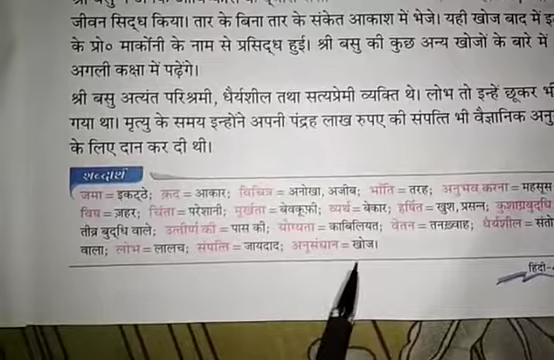 जीवन सिद्ध किया। तार के बिना तार के संकेत आकाश में भेजे। यही खोज बाद में
के प्रो० मार्कोनी के नाम से प्रसिद्ध हुई। श्री बसु की कुछ अन्य खोजों के बारे में
अगली कक्षा में पढ़ेंगे।
श्री बसु अत्यंत परिश्रमी, धैर्यशील तथा सत्यप्रेमी व्यक्ति थे। लोभ तो इन्हें छूकर भी
गया था। मृत्यु के समय इन्होंने अपनी पंद्रह लाख रुपए की संपत्ति भी वैज्ञानिक अनु
के लिए दान कर दी थी।
शब्दार्थ
जमा = इकट्ठे; क़द = आकार; विचित्र = अनोखा, अजीब; भाँति = तरह; अनुभव करना = महसूस
विष = ज़हर; चिंता = परेशानी; मूर्खता = बेवकूफ़ी; व्यर्थ = बेकार; हर्षित = खुश, प्रसन्न; कुशाग्रबुद्धि
तीव्र बुद्धि वाले; उत्तीर्ण की = पास की; योग्यता = काबिलियत; वेतन = तनख़्वाह; धैर्यशील = संतो
वाला; लोभ = लालच; संपत्ति = जायदाद; अनुसंधान = खोज।
हिंदी-